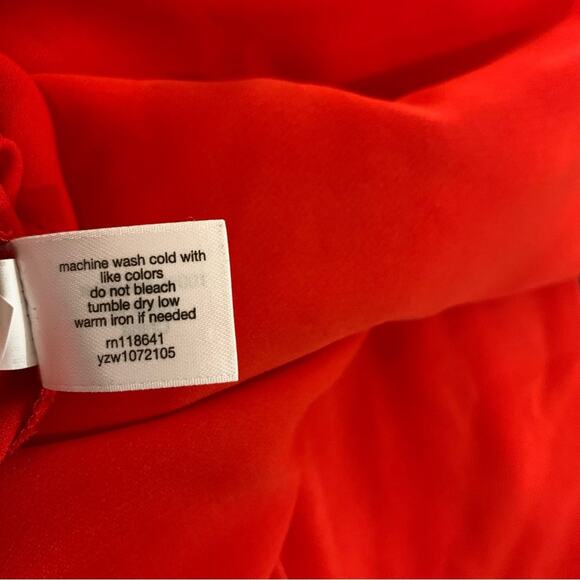 machine wash cold with
like colors
do not bleach
tumble dry low
warm iron if needed
rn118641
yzw1072105